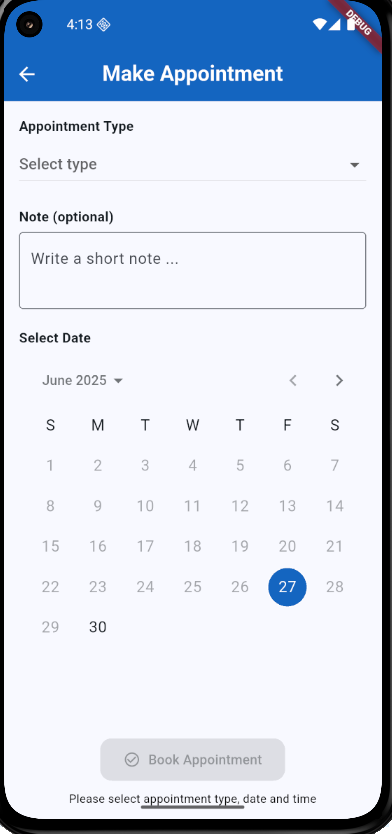 4:13
DEBUG
Make Appointment
Appointment Type
Select type
Note (optional)
Write a short note ...
Select Date
June 2025
S M T W T F S
1 2 3 4 5 6 7
8 9 10 11 12 13 14
15 16 17 18 19 20 21
22 23 24 25 26 27 28
29 30
Book Appointment
Please select appointment type, date and time